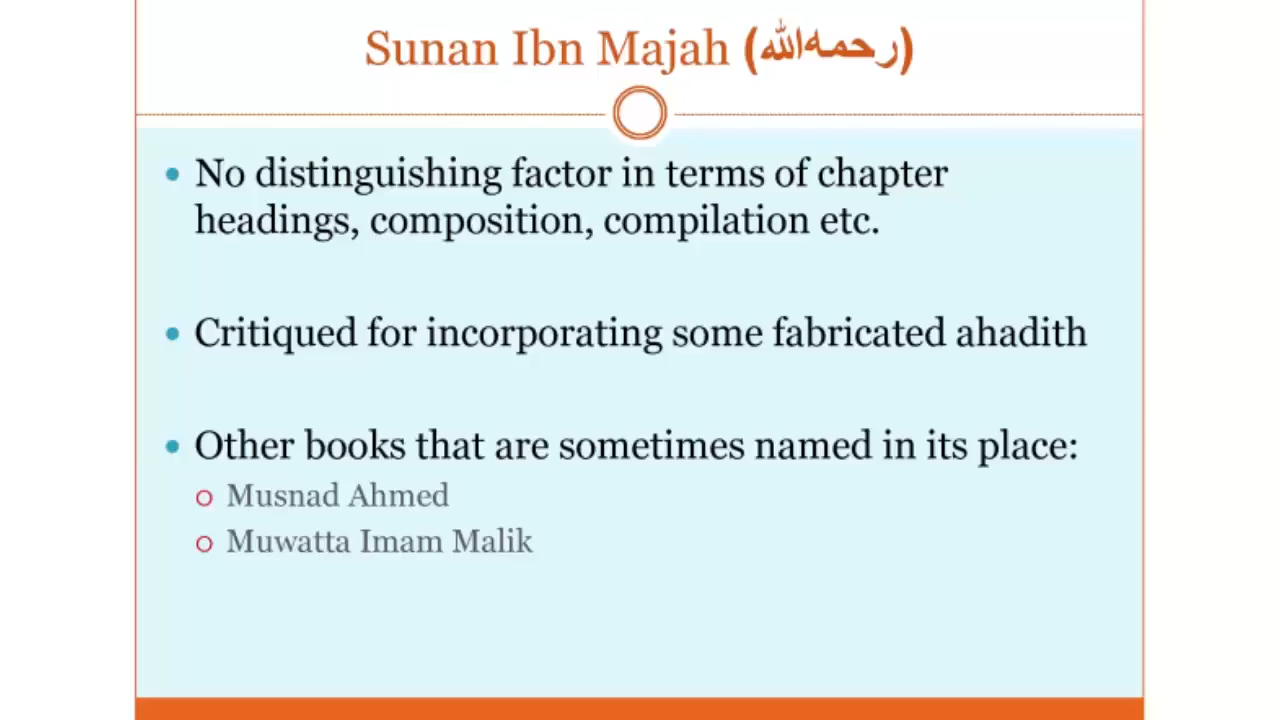 Sunan Ibn Majah (رحمه الله)
• No distinguishing factor in terms of chapter
headings, composition, compilation etc.
• Critiqued for incorporating some fabricated ahadith
• Other books that are sometimes named in its place:
o Musnad Ahmed
o Muwatta Imam Malik